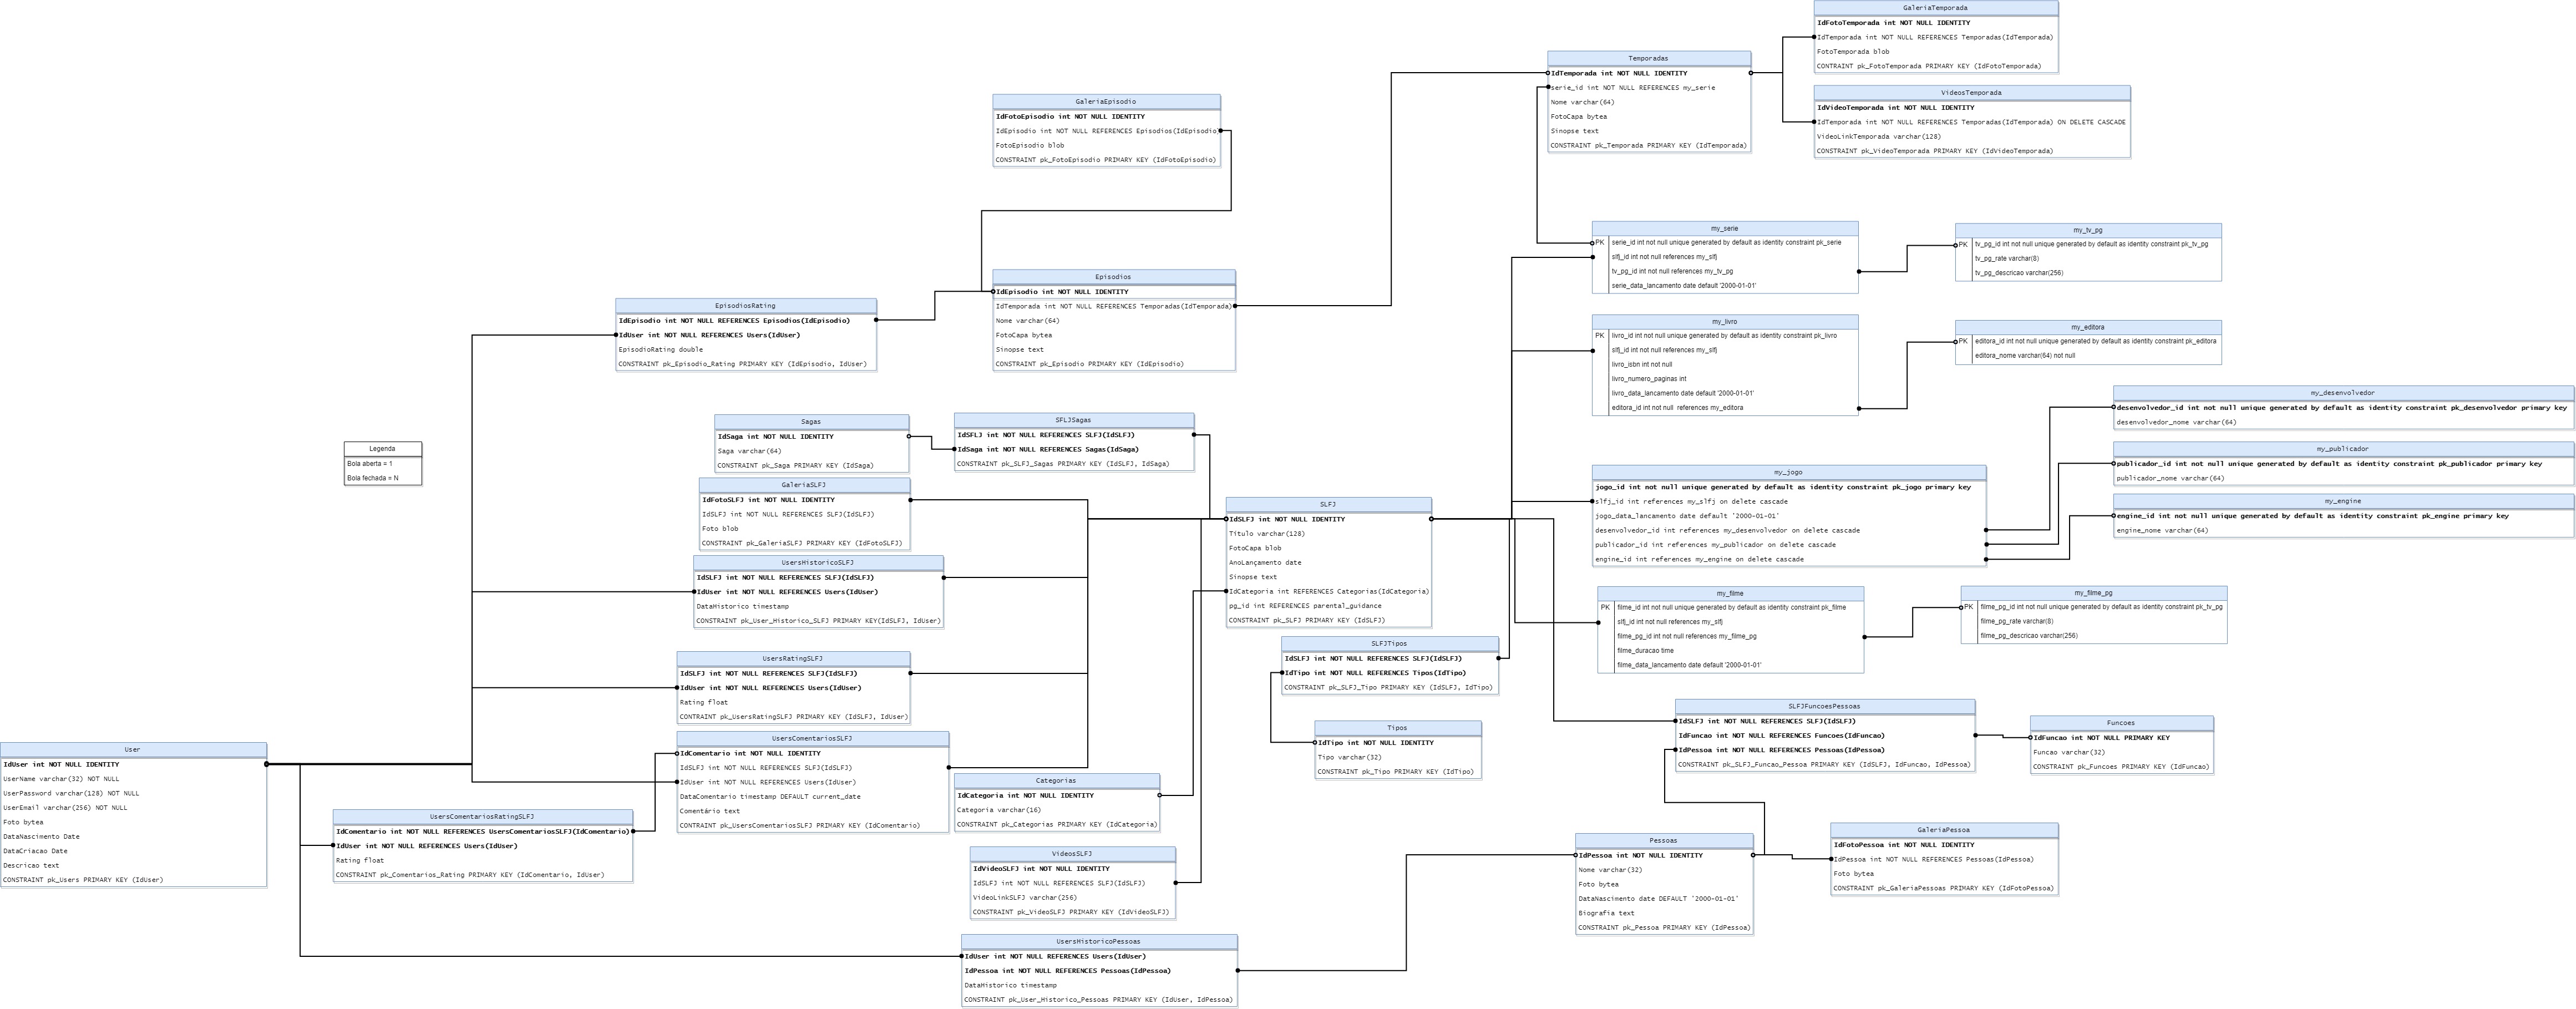 GaleriaTemporada
IdFotoTemporada int NOT NULL IDENTITY
IdTemporada int NOT NULL REFERENCES Temporadas(IdTemporada)
FotoTemporada blob
CONTRAINT pk_FotoTemporada PRIMARY KEY (IdFotoTemporada)
Temporadas
IdTemporada int NOT NULL IDENTITY
serie_id int NOT NULL REFERENCES my_serie
Nome varchar(64)
FotoCapa bytea
Sinopse text
CONSTRAINT pk_Temporada PRIMARY KEY (IdTemporada)
VideosTemporada
IdVideoTemporada int NOT NULL IDENTITY
IdTemporada int NOT NULL REFERENCES Temporadas(IdTemporada) ON DELETE CASCADE
VideoLinkTemporada varchar(128)
CONSTRAINT pk_VideoTemporada PRIMARY KEY (IdVideoTemporada)
GaleriaEpisodio
IdFotoEpisodio int NOT NULL IDENTITY
IdEpisodio int NOT NULL REFERENCES Episodios(IdEpisodio)
FotoEpisodio blob
CONSTRAINT pk_FotoEpisodio PRIMARY KEY (IdFotoEpisodio)
my_serie
PK
serie_id int not null unique generated by default as identity constraint pk_serie
slfj_id int not null references my_slfj
tv_pg_id int not null references my_tv_pg
serie_data_lancamento date default '2000-01-01'
my_tv_pg
PK
tv_pg_id int not null unique generated by default as identity constraint pk_tv_pg
tv_pg_rate varchar(8)
tv_pg_descricao varchar(256)
Episodios
IdEpisodio int NOT NULL IDENTITY
IdTemporada int NOT NULL REFERENCES Temporadas(IdTemporada)
Nome varchar(64)
FotoCapa bytea
Sinopse text
CONSTRAINT pk_Episodio PRIMARY KEY (IdEpisodio)
EpisodiosRating
IdEpisodio int NOT NULL REFERENCES Episodios(IdEpisodio)
IdUser int NOT NULL REFERENCES Users(IdUser)
EpisodioRating double
CONSTRAINT pk_Episodio_Rating PRIMARY KEY (IdEpisodio, IdUser)
my_livro
PK
livro_id int not null unique generated by default as identity constraint pk_livro
slfj_id int not null references my_slfj
livro_isbn int not null
livro_numero_paginas int
livro_data_lancamento date default '2000-01-01'
editora_id int not null  references my_editora
my_editora
PK
editora_id int not null unique generated by default as identity constraint pk_editora
editora_nome varchar(64) not null
my_desenvolvedor
desenvolvedor_id int not null unique generated by default as identity constraint pk_desenvolvedor primary key
desenvolvedor_nome varchar(64)
my_publicador
publicador_id int not null unique generated by default as identity constraint pk_publicador primary key
publicador_nome varchar(64)
my_engine
engine_id int not null unique generated by default as identity constraint pk_engine primary key
engine_nome varchar(64)
Legenda
Bola aberta = 1
Bola fechada = N
Sagas
IdSaga int NOT NULL IDENTITY
Saga varchar(64)
CONSTRAINT pk_Saga PRIMARY KEY (IdSaga)
SFLJSagas
IdSFLJ int NOT NULL REFERENCES SLFJ(IdSLFJ)
IdSaga int NOT NULL REFERENCES Sagas(IdSaga)
CONSTRAINT pk_SLFJ_Sagas PRIMARY KEY (IdSLFJ, IdSaga)
my_jogo
jogo_id int not null unique generated by default as identity constraint pk_jogo primary key
slfj_id int references my_slfj on delete cascade
jogo_data_lancamento date default '2000-01-01'
desenvolvedor_id int references my_desenvolvedor on delete cascade
publicador_id int references my_publicador on delete cascade
engine_id int references my_engine on delete cascade
GaleriaSLFJ
IdFotoSLFJ int NOT NULL IDENTITY
IdSLFJ int NOT NULL REFERENCES SLFJ(IdSLFJ)
Foto blob
CONSTRAINT pk_GaleriaSLFJ PRIMARY KEY (IdFotoSLFJ)
SLFJ
IdSLFJ int NOT NULL IDENTITY
Titulo varchar(128)
FotoCapa blob
AnoLançamento date
Sinopse text
IdCategoria int REFERENCES Categorias(IdCategoria)
pg_id int REFERENCES parental_guidance
CONSTRAINT pk_SLFJ PRIMARY KEY (IdSLFJ)
UsersHistoricoSLFJ
IdSLFJ int NOT NULL REFERENCES SLFJ(IdSLFJ)
IdUser int NOT NULL REFERENCES Users(IdUser)
DataHistorico timestamp
CONSTRAINT pk_User_Historico_SLFJ PRIMARY KEY(IdSLFJ, IdUser)
my_filme
PK
filme_id int not null unique generated by default as identity constraint pk_filme
slfj_id int not null references my_slfj
filme_pg_id int not null references my_filme_pg
filme_duracao time
filme_data_lancamento date default '2000-01-01'
my_filme_pg
PK
filme_pg_id int not null unique generated by default as identity constraint pk_tv_pg
filme_pg_rate varchar(8)
filme_pg_descricao varchar(256)
SLFJTipos
IdSLFJ int NOT NULL REFERENCES SLFJ(IdSLFJ)
IdTipo int NOT NULL REFERENCES Tipos(IdTipo)
CONSTRAINT pk_SLFJ_Tipo PRIMARY KEY (IdSLFJ, IdTipo)
UsersRatingSLFJ
IdSLFJ int NOT NULL REFERENCES SLFJ(IdSLFJ)
IdUser int NOT NULL REFERENCES Users(IdUser)
Rating float
CONSTRAINT pk_UsersRatingSLFJ PRIMARY KEY (IdSLFJ, IdUser)
Tipos
IdTipo int NOT NULL IDENTITY
Tipo varchar(32)
CONSTRAINT pk_Tipo PRIMARY KEY (IdTipo)
SLFJFuncoesPessoas
IdSLFJ int NOT NULL REFERENCES SLFJ(IdSLFJ)
IdFuncao int NOT NULL REFERENCES Funcoes(IdFuncao)
IdPessoa int NOT NULL REFERENCES Pessoas(IdPessoa)
CONSTRAINT pk_SLFJ_Funcao_Pessoa PRIMARY KEY (IdSLFJ, IdFuncao, IdPessoa)
Funcoes
IdFuncao int NOT NULL PRIMARY KEY
Funcao varchar(32)
CONSTRAINT pk_Funcoes PRIMARY KEY (IdFuncao)
User
IdUser int NOT NULL IDENTITY
UserName varchar(32) NOT NULL
UserPassword varchar(128) NOT NULL
UserEmail varchar(256) NOT NULL
Foto bytea
DataNascimento Date
DataCriacao Date
Descricao text
CONSTRAINT pk_Users PRIMARY KEY (IdUser)
UsersComentariosSLFJ
IdComentario int NOT NULL IDENTITY
IdSLFJ int NOT NULL REFERENCES SLFJ(IdSLFJ)
IdUser int NOT NULL REFERENCES Users(IdUser)
DataComentario timestamp DEFAULT current_date
Comentário text
CONSTRAINT pk_UsersComentariosSLFJ PRIMARY KEY (IdComentario)
Categorias
IdCategoria int NOT NULL IDENTITY
Categoria varchar(16)
CONSTRAINT pk_Categorias PRIMARY KEY (IdCategoria)
UsersComentariosRatingSLFJ
IdComentario int NOT NULL REFERENCES UsersComentariosSLFJ(IdComentario)
IdUser int NOT NULL REFERENCES Users(IdUser)
Rating float
CONSTRAINT pk_Comentarios_Rating PRIMARY KEY (IdComentario, IdUser)
VideosSLFJ
IdVideoSLFJ int NOT NULL IDENTITY
IdSLFJ int NOT NULL REFERENCES SLFJ(IdSLFJ)
VideoLinkSLFJ varchar(256)
CONSTRAINT pk_VideoSLFJ PRIMARY KEY (IdVideoSLFJ)
Pessoas
IdPessoa int NOT NULL IDENTITY
Nome varchar(32)
Foto bytea
DataNascimento date DEFAULT '2000-01-01'
Biografia text
CONSTRAINT pk_Pessoa PRIMARY KEY (IdPessoa)
GaleriaPessoa
IdFotoPessoa int NOT NULL IDENTITY
IdPessoa int NOT NULL REFERENCES Pessoas(IdPessoa)
Foto bytea
CONSTRAINT pk_GaleriaPessoas PRIMARY KEY (IdFotoPessoa)
UsersHistoricoPessoas
IdUser int NOT NULL REFERENCES Users(IdUser)
IdPessoa int NOT NULL REFERENCES Pessoas(IdPessoa)
DataHistorico timestamp
CONSTRAINT pk_User_Historico_Pessoas PRIMARY KEY (IdUser, IdPessoa)